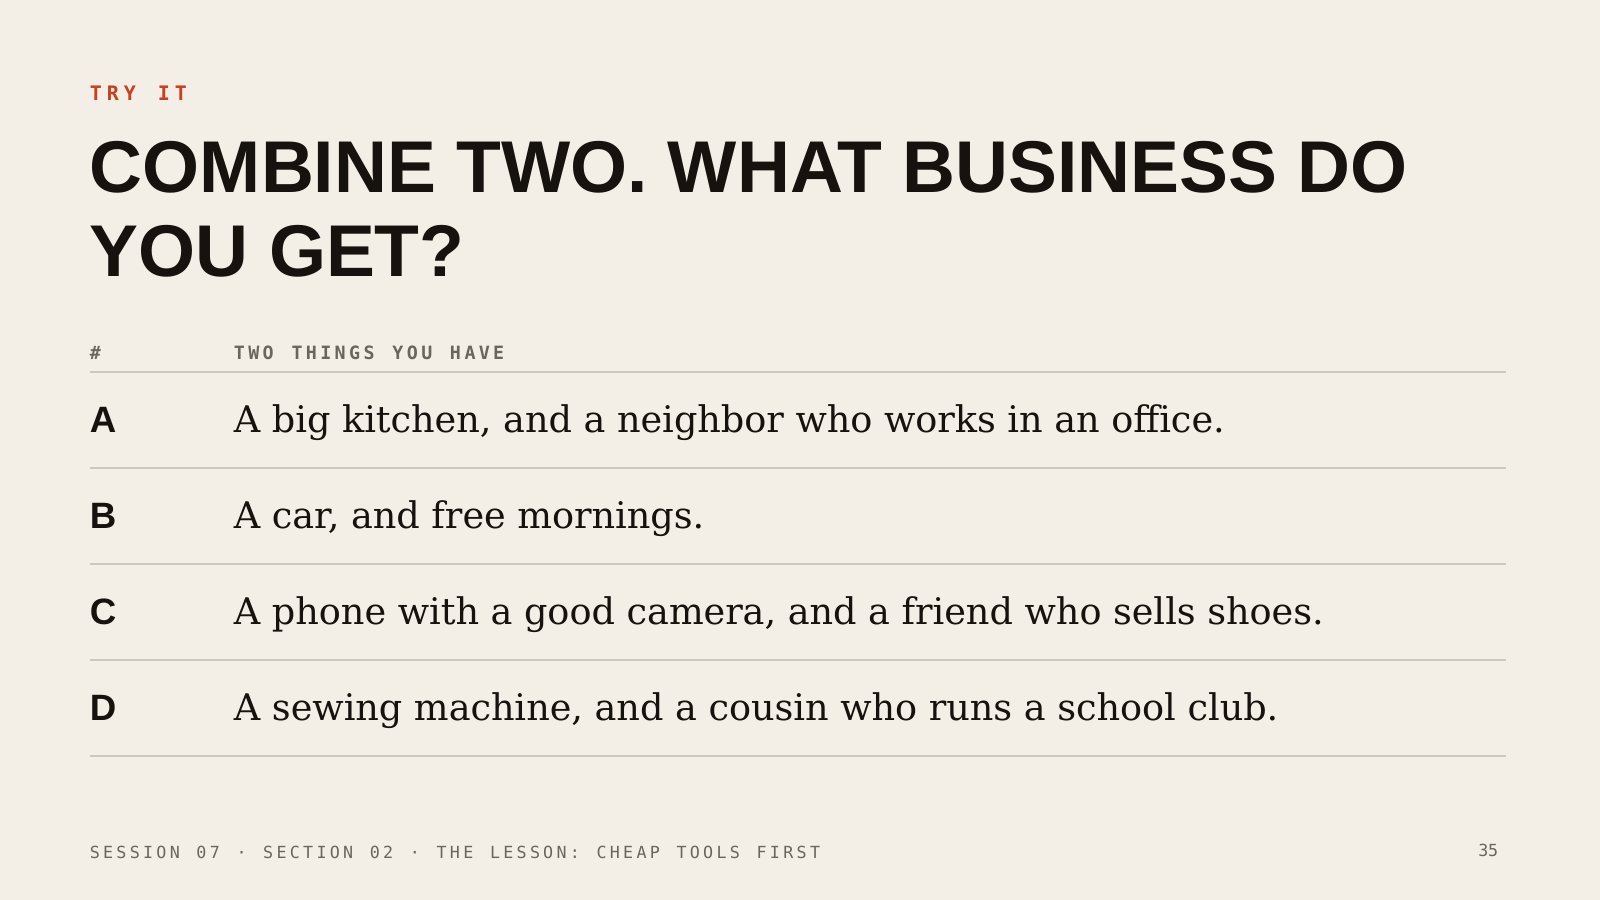 TRY IT
COMBINE TWO. WHAT BUSINESS DO
YOU GET?
# TWO THINGS YOU HAVE
A A big kitchen, and a neighbor who works in an office.
B A car, and free mornings.
C A phone with a good camera, and a friend who sells shoes.
D A sewing machine, and a cousin who runs a school club.
SESSION 07 · SECTION 02 · THE LESSON: CHEAP TOOLS FIRST 35